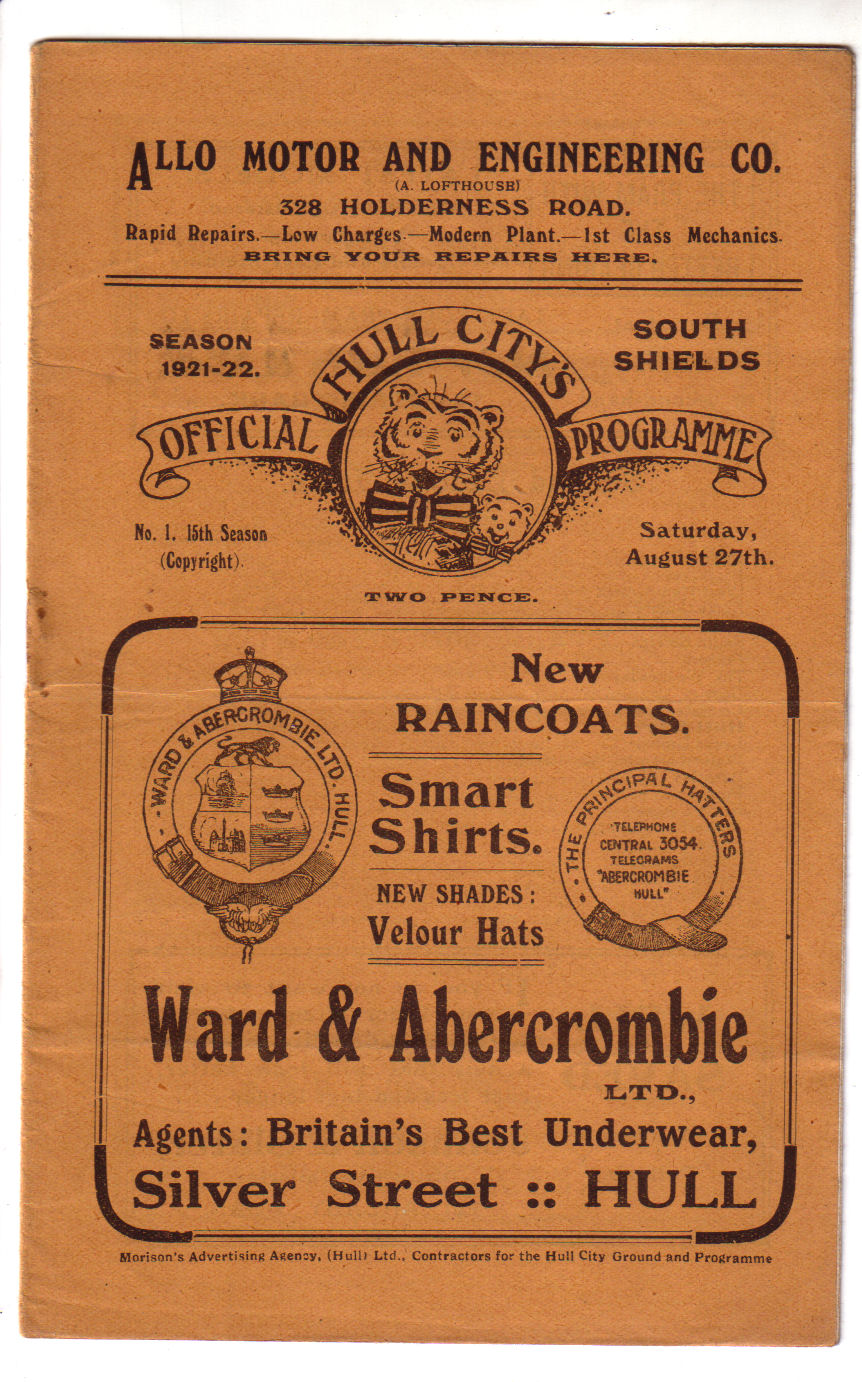 ALLO MOTOR AND ENGINEERING CO.
(A. LOFTHOUSE)
328 HOLDERNESS ROAD.
Rapid Repairs.—Low Charges.—Modern Plant.—1st Class Mechanics.
BRING YOUR REPAIRS HERE.
SEASON
1921-22.
HULL CITY'S
SOUTH
SHIELDS
OFFICIAL PROGRAMME
No. 1. 15th Season
(Copyright).
Saturday,
August 27th.
TWO PENCE.
New
RAINCOATS.
WARD & ABERCROMBIE LTD. HULL.
Smart
Shirts.
NEW SHADES:
Velour Hats
THE PRINCIPAL HATTERS
TELEPHONE
CENTRAL 3054.
TELEGRAMS
"ABERCROMBIE
HULL"
Ward & Abercrombie
LTD.,
Agents: Britain's Best Underwear,
Silver Street :: HULL
Morison's Advertising Agency, (Hull) Ltd., Contractors for the Hull City Ground and Programme